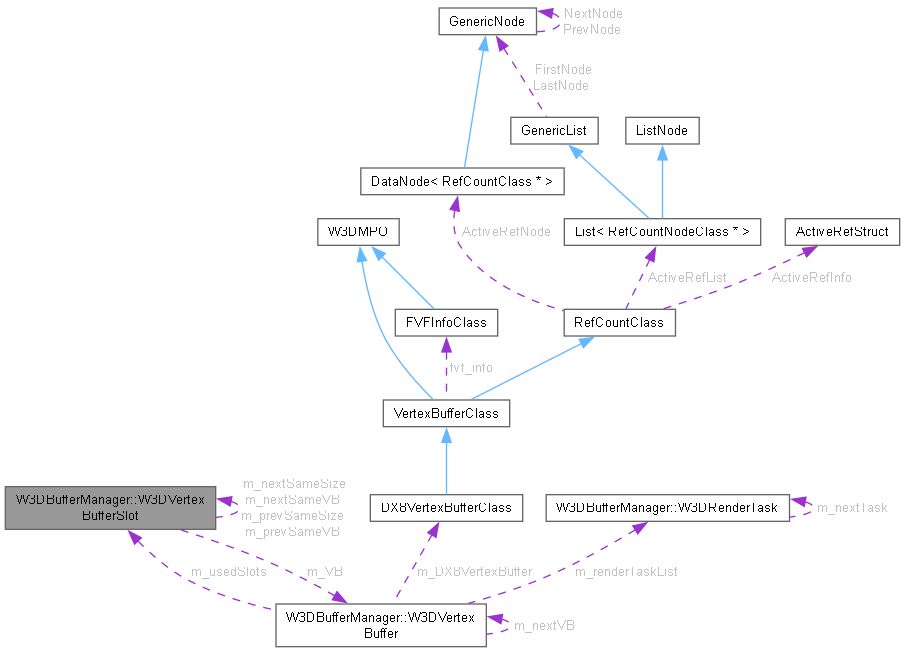 GenericNode
NextNode
PrevNode
FirstNode
LastNode
GenericList
ListNode
DataNode< RefCountClass * >
W3DMPO
ActiveRefNode
List< RefCountNodeClass * >
ActiveRefStruct
ActiveRefList
ActiveRefInfo
FVFInfoClass
RefCountClass
fvf_info
VertexBufferClass
W3DBufferManager::W3DVertex
BufferSlot
m_nextSameSize
m_nextSameVB
m_prevSameSize
m_prevSameVB
DX8VertexBufferClass
W3DBufferManager::W3DRenderTask
m_nextTask
m_usedSlots
m_VB
m_DX8VertexBuffer
m_renderTaskList
W3DBufferManager::W3DVertex
Buffer
m_nextVB